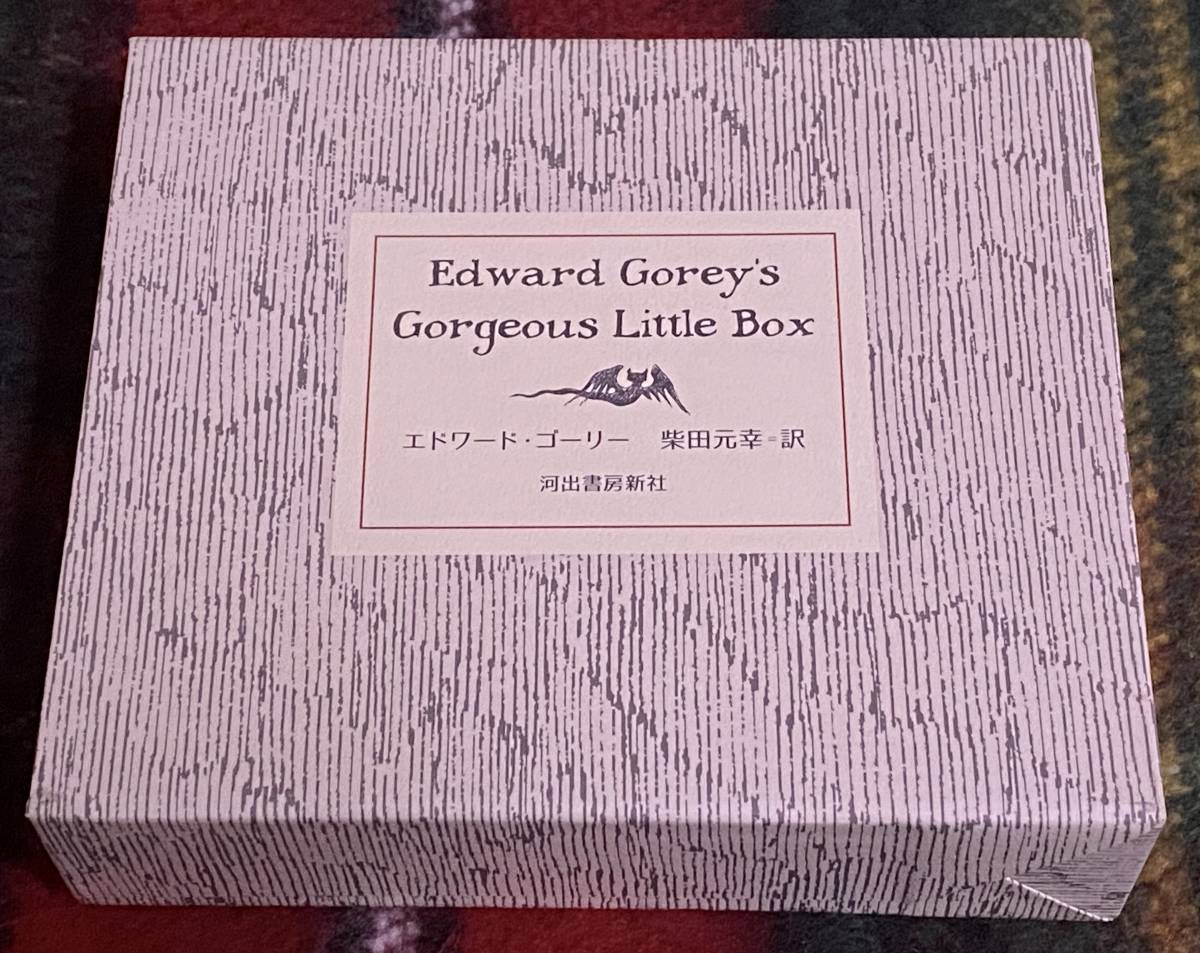 Edward Gorey's
Gorgeous Little Box
エドワード・ゴーリー　柴田元幸=訳
河出書房新社